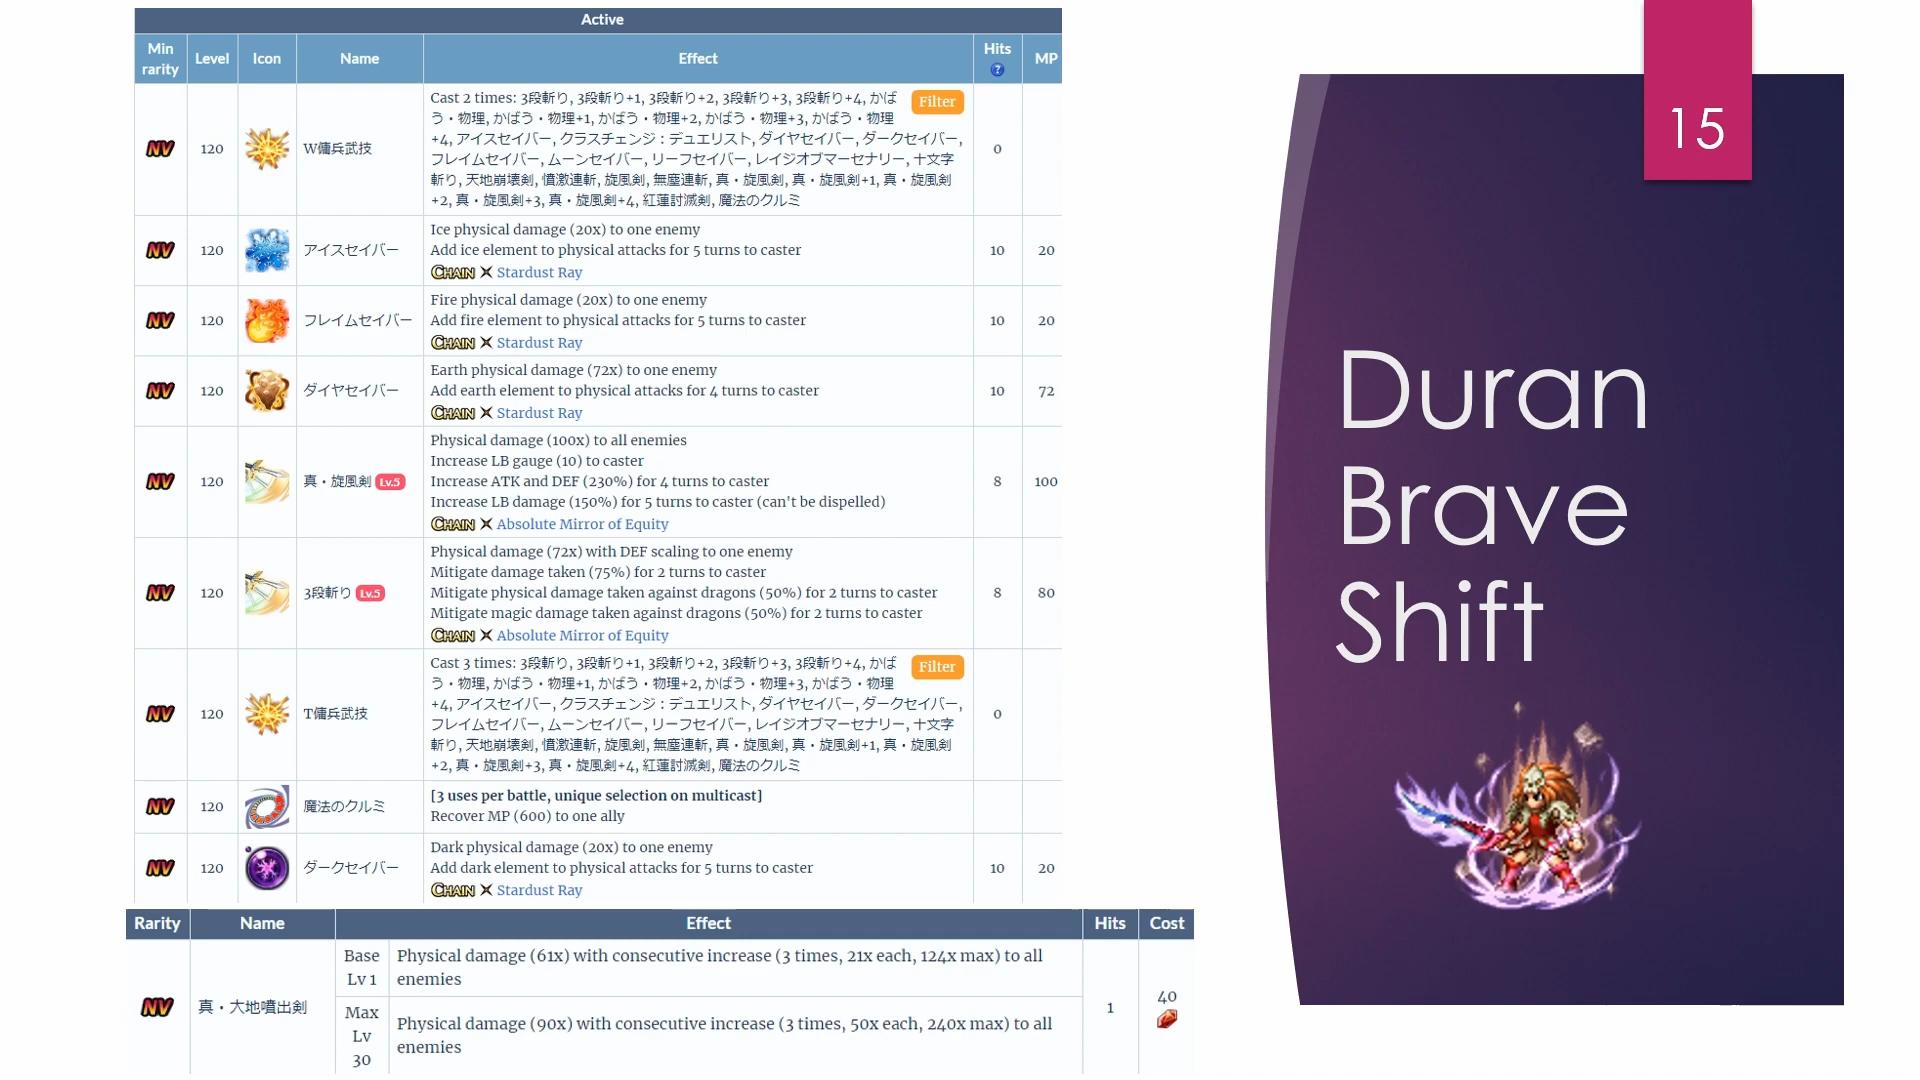 Active
Min rarity Level Icon Name Effect Hits MP
NV 120 W傭兵武技
Cast 2 times: 3段斬り, 3段斬り+1, 3段斬り+2, 3段斬り+3, 3段斬り+4, かば
Filter
う・物理, かばう・物理+1, かばう・物理+2, かばう・物理+3, かばう・物理
+4, アイスセイバー, クラスチェンジ：デュエリスト, ダイヤセイバー, ダークセイバー,
フレイムセイバー, ムーンセイバー, リーフセイバー, レイジオブマーセナリー, 十文字
斬り, 天地崩壊剣, 憤激連斬, 旋風剣, 無塵連斬, 真・旋風剣, 真・旋風剣+1, 真・旋風剣
+2, 真・旋風剣+3, 真・旋風剣+4, 紅蓮討滅剣, 魔法のクルミ
0
NV 120 アイスセイバー
Ice physical damage (20x) to one enemy
Add ice element to physical attacks for 5 turns to caster
CHAIN Stardust Ray
10 20
NV 120 フレイムセイバー
Fire physical damage (20x) to one enemy
Add fire element to physical attacks for 5 turns to caster
CHAIN Stardust Ray
10 20
NV 120 ダイヤセイバー
Earth physical damage (72x) to one enemy
Add earth element to physical attacks for 4 turns to caster
CHAIN Stardust Ray
10 72
NV 120 真・旋風剣 Lv.5
Physical damage (100x) to all enemies
Increase LB gauge (10) to caster
Increase ATK and DEF (230%) for 4 turns to caster
Increase LB damage (150%) for 5 turns to caster (can't be dispelled)
CHAIN Absolute Mirror of Equity
8 100
NV 120 3段斬り Lv.5
Physical damage (72x) with DEF scaling to one enemy
Mitigate damage taken (75%) for 2 turns to caster
Mitigate physical damage taken against dragons (50%) for 2 turns to caster
Mitigate magic damage taken against dragons (50%) for 2 turns to caster
CHAIN Absolute Mirror of Equity
8 80
NV 120 T傭兵武技
Cast 3 times: 3段斬り, 3段斬り+1, 3段斬り+2, 3段斬り+3, 3段斬り+4, かば
Filter
う・物理, かばう・物理+1, かばう・物理+2, かばう・物理+3, かばう・物理
+4, アイスセイバー, クラスチェンジ：デュエリスト, ダイヤセイバー, ダークセイバー,
フレイムセイバー, ムーンセイバー, リーフセイバー, レイジオブマーセナリー, 十文字
斬り, 天地崩壊剣, 憤激連斬, 旋風剣, 無塵連斬, 真・旋風剣, 真・旋風剣+1, 真・旋風剣
+2, 真・旋風剣+3, 真・旋風剣+4, 紅蓮討滅剣, 魔法のクルミ
0
NV 120 魔法のクルミ
[3 uses per battle, unique selection on multicast]
Recover MP (600) to one ally
NV 120 ダークセイバー
Dark physical damage (20x) to one enemy
Add dark element to physical attacks for 5 turns to caster
CHAIN Stardust Ray
10 20
Rarity Name Effect Hits Cost
NV 真・大地噴出剣
Base
Lv 1
Physical damage (61x) with consecutive increase (3 times, 21x each, 124x max) to all
enemies
Max
Lv
30
Physical damage (90x) with consecutive increase (3 times, 50x each, 240x max) to all
enemies
1 40
15
Duran
Brave
Shift